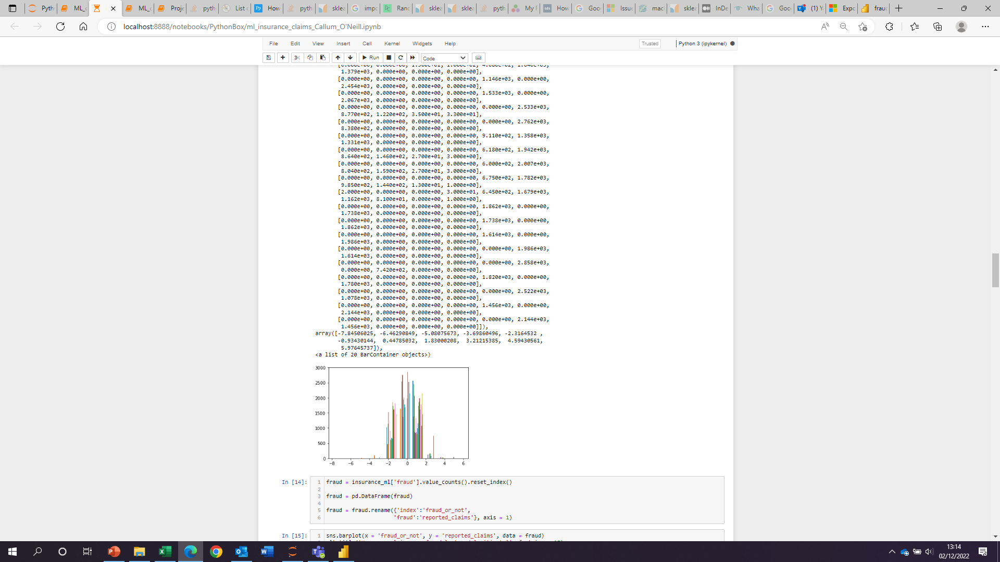 Pyth
ML_c
ML_c
Proje
pyth
List o
How
pyth
sklea
impo
Ranc
sklea
sklea
pyth
My F
How
Goo
Issue
macl
sklea
InDe
Wha
Goo
(1) Y
Expc
frauc
localhost:8888/notebooks/PythonBox/ml_insurance_claims_Callum_O'Neill.ipynb
File Edit View Insert Cell Kernel Widgets Help Trusted Python 3 (ipykernel)
Run Code
1.379e+03, 0.000e+00, 0.000e+00, 0.000e+00],
[0.000e+00, 0.000e+00, 0.000e+00, 0.000e+00, 1.146e+03, 0.000e+00,
2.454e+03, 0.000e+00, 0.000e+00, 0.000e+00],
[0.000e+00, 0.000e+00, 0.000e+00, 0.000e+00, 1.533e+03, 0.000e+00,
2.067e+03, 0.000e+00, 0.000e+00, 0.000e+00],
[0.000e+00, 0.000e+00, 0.000e+00, 0.000e+00, 0.000e+00, 2.533e+03,
8.770e+02, 1.220e+02, 3.500e+01, 3.300e+01],
[0.000e+00, 0.000e+00, 0.000e+00, 0.000e+00, 0.000e+00, 2.762e+03,
8.380e+02, 0.000e+00, 0.000e+00, 0.000e+00],
[0.000e+00, 0.000e+00, 0.000e+00, 0.000e+00, 9.110e+02, 1.358e+03,
1.331e+03, 0.000e+00, 0.000e+00, 0.000e+00],
[0.000e+00, 0.000e+00, 0.000e+00, 0.000e+00, 6.180e+02, 1.942e+03,
8.640e+02, 1.460e+02, 2.700e+01, 3.000e+00],
[0.000e+00, 0.000e+00, 0.000e+00, 0.000e+00, 6.000e+02, 2.007e+03,
8.040e+02, 1.590e+02, 2.700e+01, 3.000e+00],
[0.000e+00, 0.000e+00, 0.000e+00, 0.000e+00, 6.750e+02, 1.782e+03,
9.850e+02, 1.440e+02, 1.300e+01, 1.000e+00],
[2.000e+00, 0.000e+00, 0.000e+00, 3.000e+01, 6.450e+02, 1.679e+03,
1.162e+03, 8.100e+01, 0.000e+00, 1.000e+00],
[0.000e+00, 0.000e+00, 0.000e+00, 0.000e+00, 1.862e+03, 0.000e+00,
1.738e+03, 0.000e+00, 0.000e+00, 0.000e+00],
[0.000e+00, 0.000e+00, 0.000e+00, 0.000e+00, 1.738e+03, 0.000e+00,
1.862e+03, 0.000e+00, 0.000e+00, 0.000e+00],
[0.000e+00, 0.000e+00, 0.000e+00, 0.000e+00, 1.614e+03, 0.000e+00,
1.986e+03, 0.000e+00, 0.000e+00, 0.000e+00],
[0.000e+00, 0.000e+00, 0.000e+00, 0.000e+00, 0.000e+00, 1.986e+03,
1.614e+03, 0.000e+00, 0.000e+00, 0.000e+00],
[0.000e+00, 0.000e+00, 0.000e+00, 0.000e+00, 0.000e+00, 2.858e+03,
0.000e+00, 7.420e+02, 0.000e+00, 0.000e+00],
[0.000e+00, 0.000e+00, 0.000e+00, 0.000e+00, 1.820e+03, 0.000e+00,
1.780e+03, 0.000e+00, 0.000e+00, 0.000e+00],
[0.000e+00, 0.000e+00, 0.000e+00, 0.000e+00, 0.000e+00, 2.522e+03,
1.078e+03, 0.000e+00, 0.000e+00, 0.000e+00],
[0.000e+00, 0.000e+00, 0.000e+00, 0.000e+00, 1.456e+03, 0.000e+00,
2.144e+03, 0.000e+00, 0.000e+00, 0.000e+00],
[0.000e+00, 0.000e+00, 0.000e+00, 0.000e+00, 0.000e+00, 2.144e+03,
1.456e+03, 0.000e+00, 0.000e+00, 0.000e+00]]),
array([-7.84506025, -6.46290849, -5.08075673, -3.69860496, -2.3164532 ,
-0.93430144, 0.44785032, 1.83000208, 3.21215385, 4.59430561,
5.97645737]),
<a list of 20 BarContainer objects>)
3000
2500
2000
1500
1000
500
0
−8 −6 −4 −2 0 2 4 6
In [14]:
1 fraud = insurance_ml['fraud'].value_counts().reset_index()
2
3 fraud = pd.DataFrame(fraud)
4
5 fraud = fraud.rename({'index':'fraud_or_not',
6 'fraud':'reported_claims'}, axis = 1)
In [15]:
1 sns.barplot(x = 'fraud_or_not', y = 'reported_claims', data = fraud)
13:14
02/12/2022